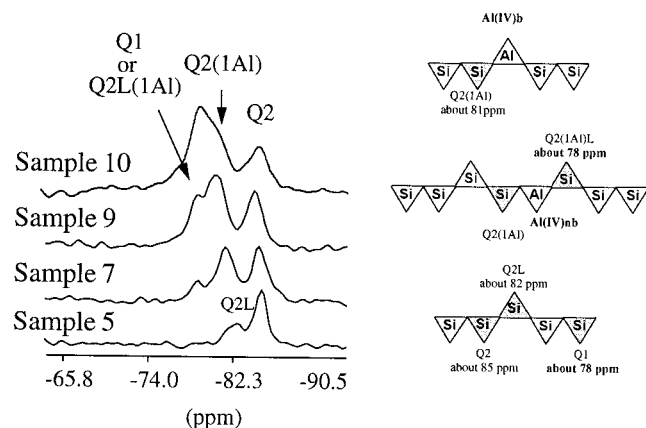 Q1
or
Q2L(1Al)
Q2(1Al)
Q2
Sample 10
Sample 9
Sample 7
Q2L
Sample 5
-65.8 -74.0 -82.3 -90.5
(ppm)
Al(IV)b
Al
Si Si Si Si
Q2(1Al)
about 81ppm
Q2(1Al)L
about 78 ppm
Si Si
Si Si Al Si Si
Al(IV)nb
Q2(1Al)
Q2L
about 82 ppm
Si
Si Si Si Si
Q2 Q1
about 85 ppm about 78 ppm